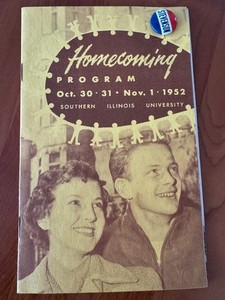 Homecoming
PROGRAM
Oct. 30 · 31 · Nov. 1 · 1952
SOUTHERN ILLINOIS UNIVERSITY